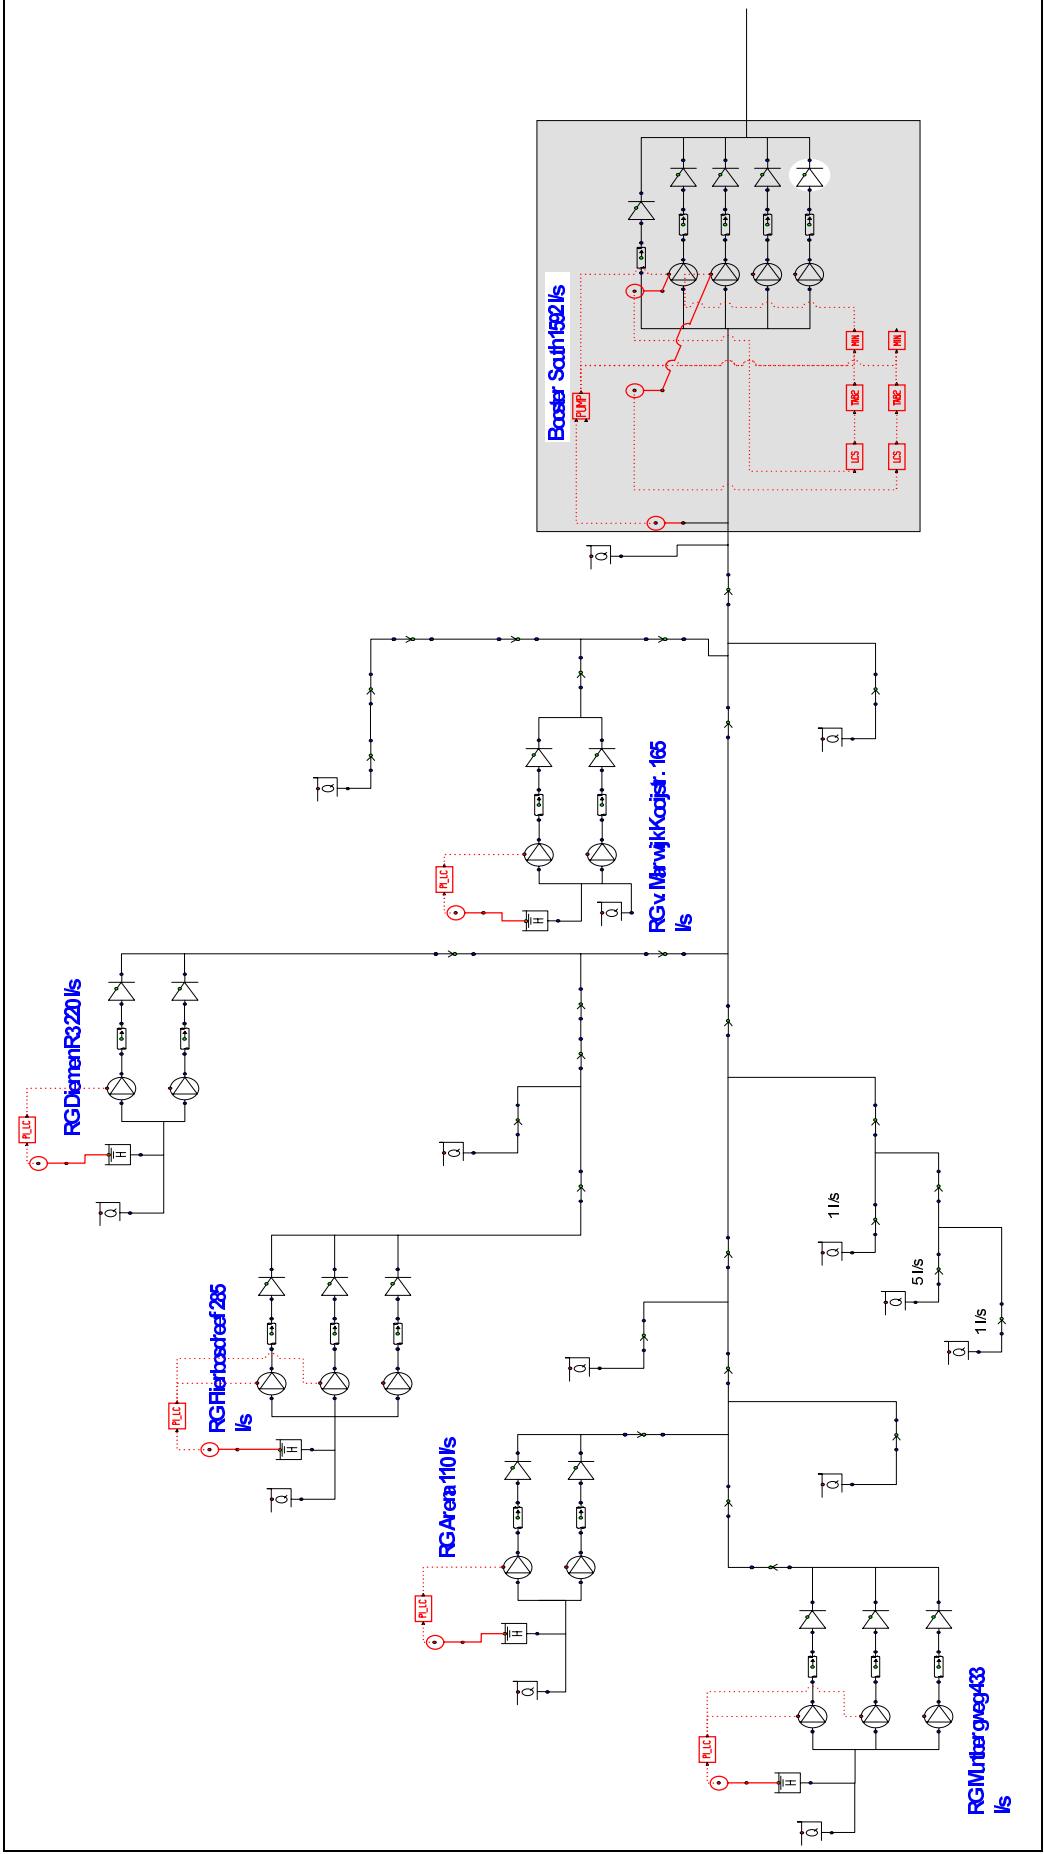 Booster South 1592 l/s
PUMP
MIN
MIN
TAB2
TAB2
LCS
LCS
Q
Q
Q
RG v. Marwijk Kooijstr. 165
l/s
PI_LC
H
Q
RG Diemen R3 220 l/s
PI_LC
H
Q
Q
RG Flierbosdreef 285
l/s
PI_LC
H
Q
1 l/s
Q
5 l/s
Q
1 l/s
Q
Q
RG Arena 110 l/s
PI_LC
H
Q
Q
RG Muntbergweg 433
l/s
PI_LC
H
Q